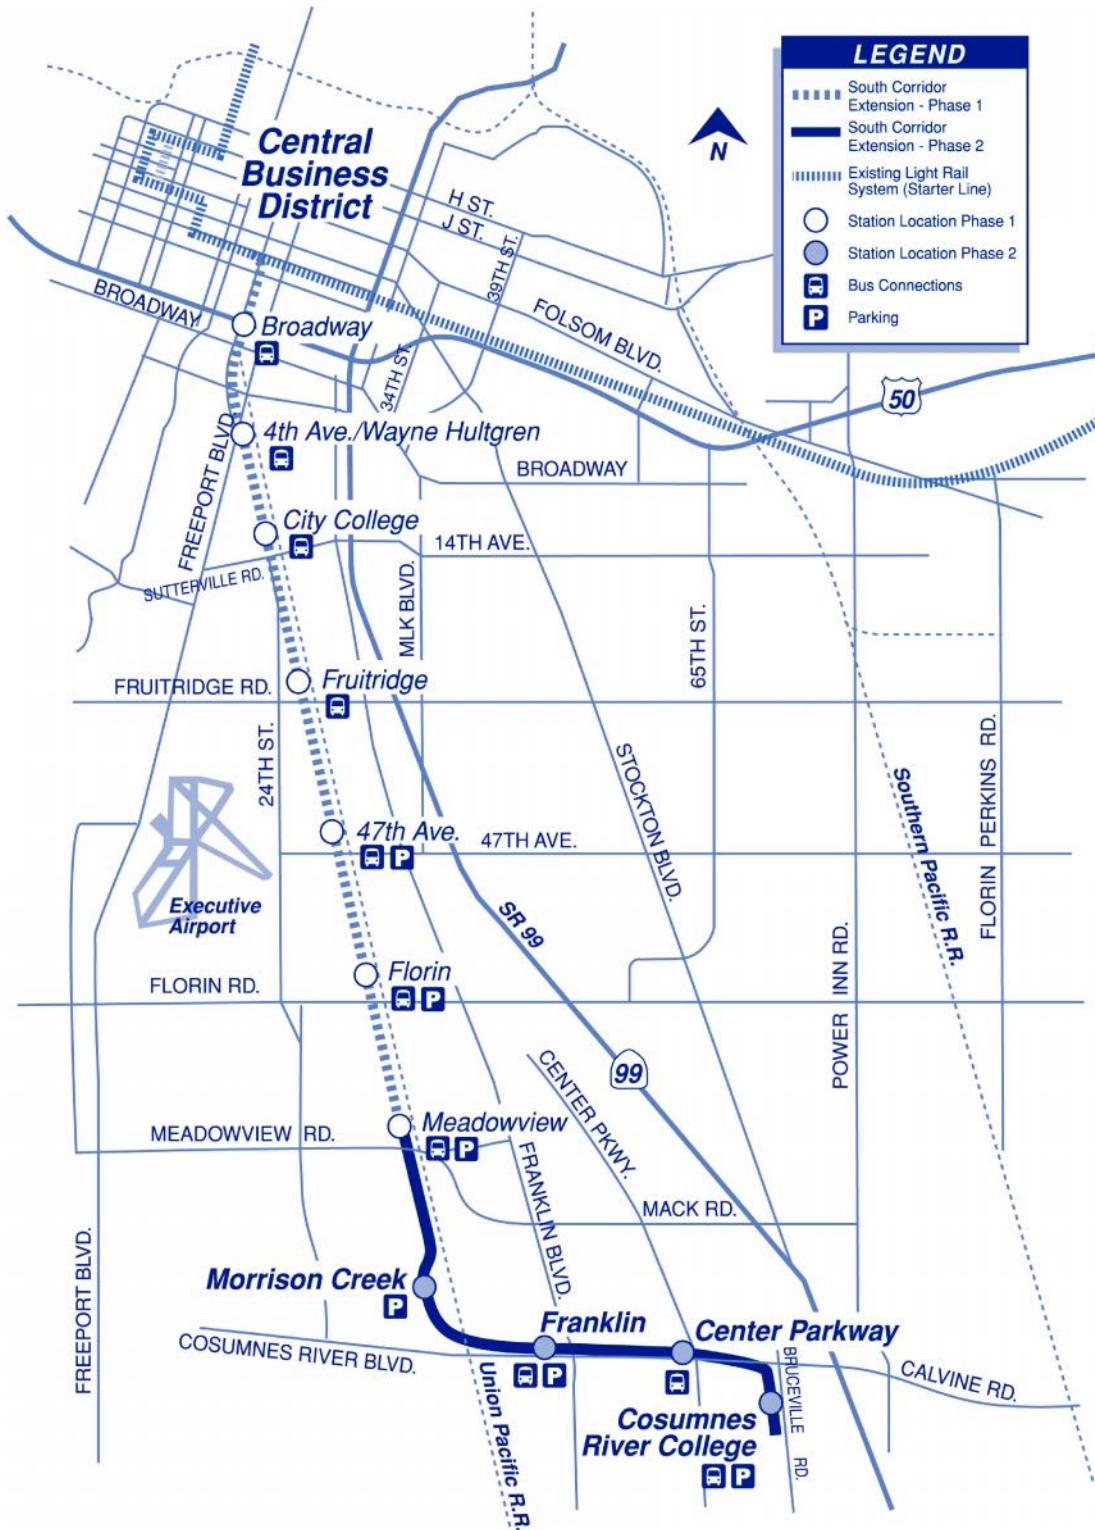 LEGEND
South Corridor
Extension - Phase 1
South Corridor
Extension - Phase 2
Existing Light Rail
System (Starter Line)
Station Location Phase 1
Station Location Phase 2
Bus Connections
P
Parking
N
Central
Business
District
H ST.
J ST.
39TH ST.
FOLSOM BLVD.
BROADWAY
Broadway
34TH ST.
50
FREEPORT BLVD.
4th Ave./Wayne Hultgren
BROADWAY
City College
14TH AVE.
SUTTERVILLE RD.
MLK BLVD.
65TH ST.
Fruitridge
FRUITRIDGE RD.
24TH ST.
STOCKTON BLVD.
Southern Pacific R.R.
FLORIN PERKINS RD.
47th Ave.
P
47TH AVE.
Executive
Airport
SR 99
POWER INN RD.
Florin
P
FLORIN RD.
99
CENTER PKWY.
Meadowview
P
MEADOWVIEW RD.
FRANKLIN BLVD.
MACK RD.
FREEPORT BLVD.
Morrison Creek
P
Franklin
P
Center Parkway
COSUMNES RIVER BLVD.
Union Pacific R.R.
BRUCEVILLE RD.
CALVINE RD.
Cosumnes
River College
P